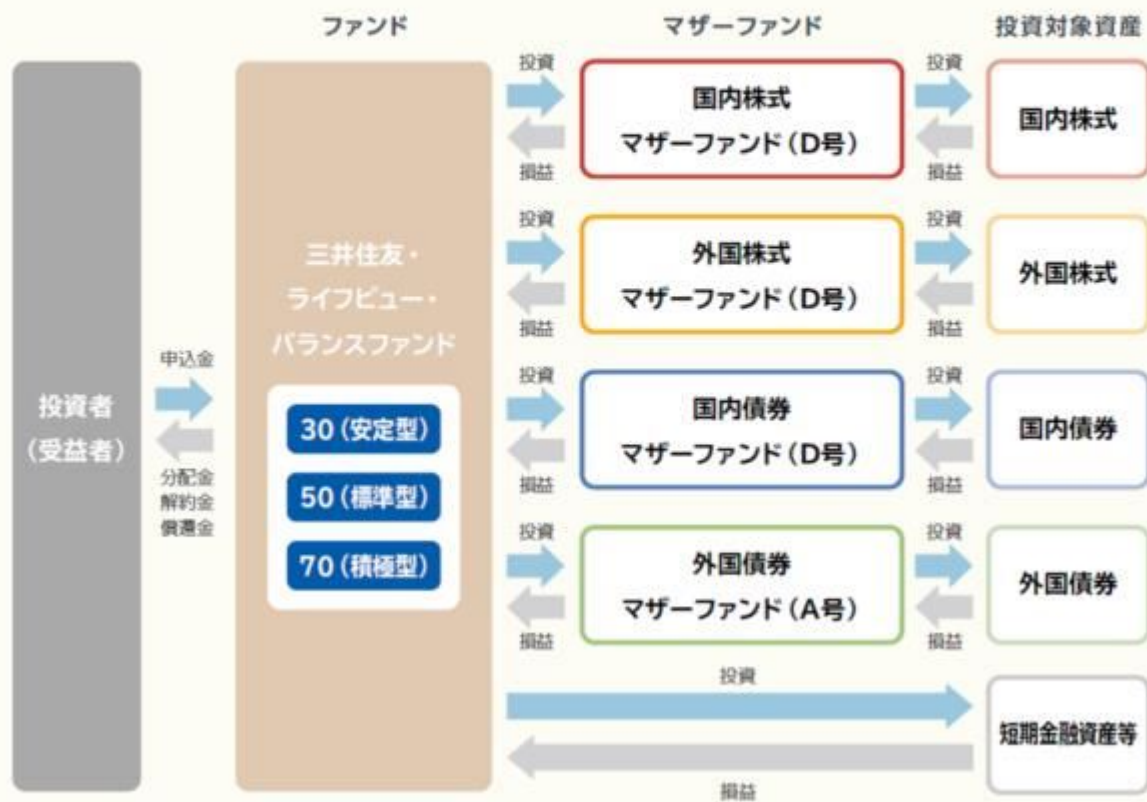 ファンド
マザーファンド
投資対象資産
投資者
(受益者)
申込金
分配金
解約金
償還金
三井住友・
ライフビュー・
バランスファンド
30(安定型)
50(標準型)
70(積極型)
投資
損益
国内株式
マザーファンド(D号)
投資
損益
国内株式
投資
損益
外国株式
マザーファンド(D号)
投資
損益
外国株式
投資
損益
国内債券
マザーファンド(D号)
投資
損益
国内債券
投資
損益
外国債券
マザーファンド(A号)
投資
損益
外国債券
投資
損益
短期金融資産等